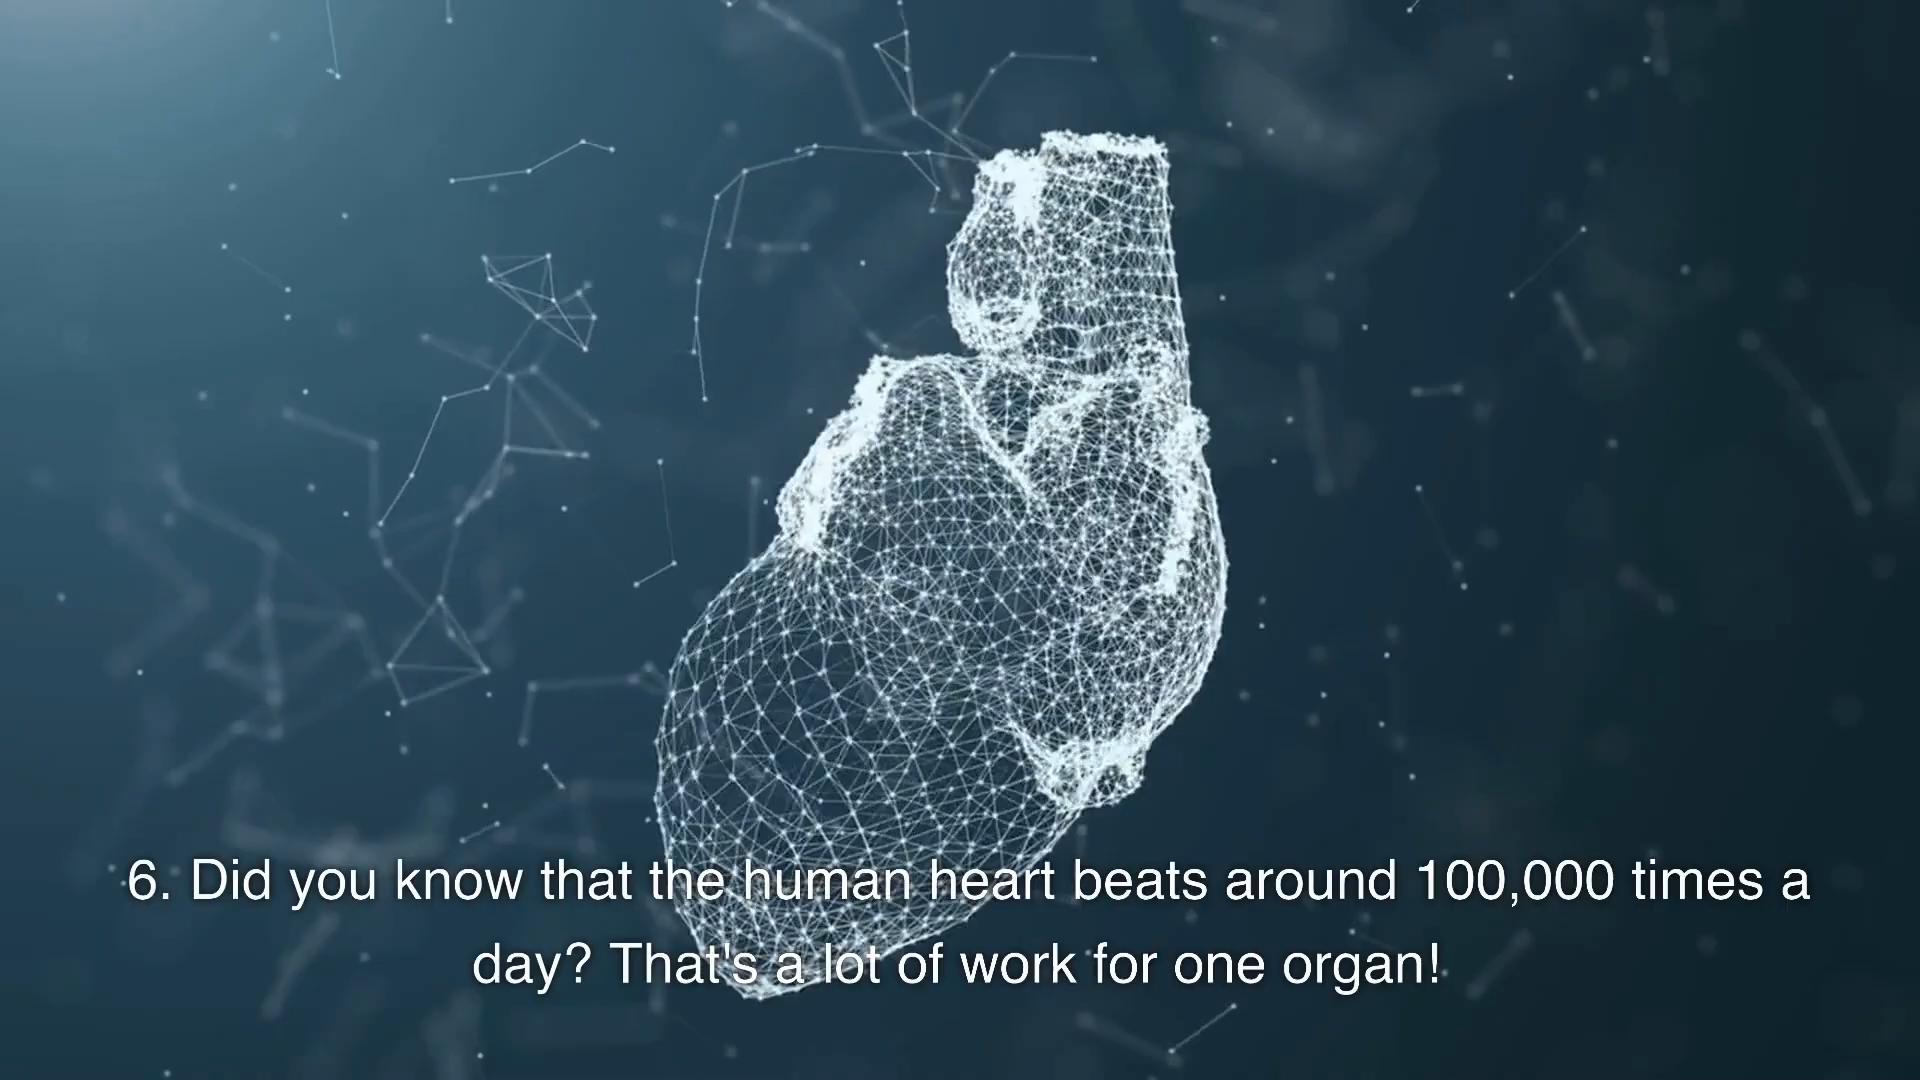 6. Did you know that the human heart beats around 100,000 times a
day? That's a lot of work for one organ!